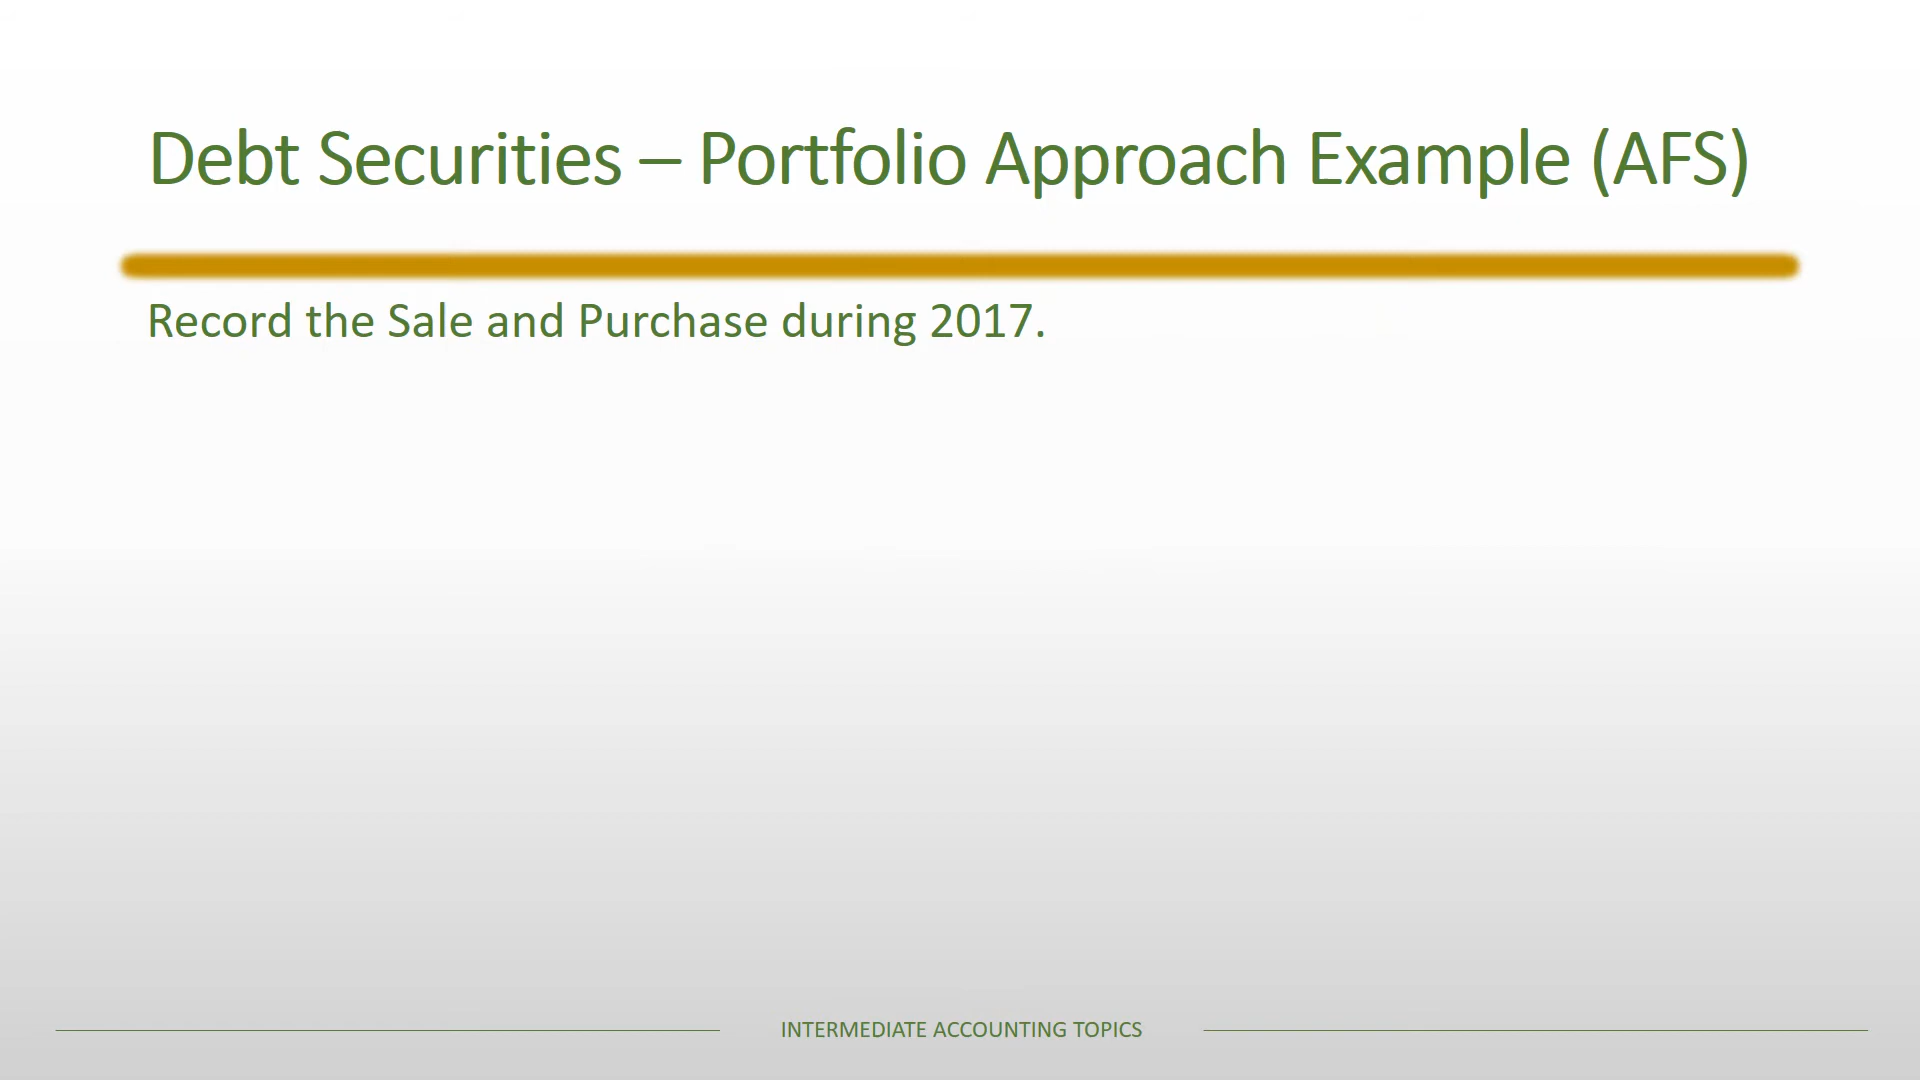 Debt Securities – Portfolio Approach Example (AFS)
Record the Sale and Purchase during 2017.
INTERMEDIATE ACCOUNTING TOPICS